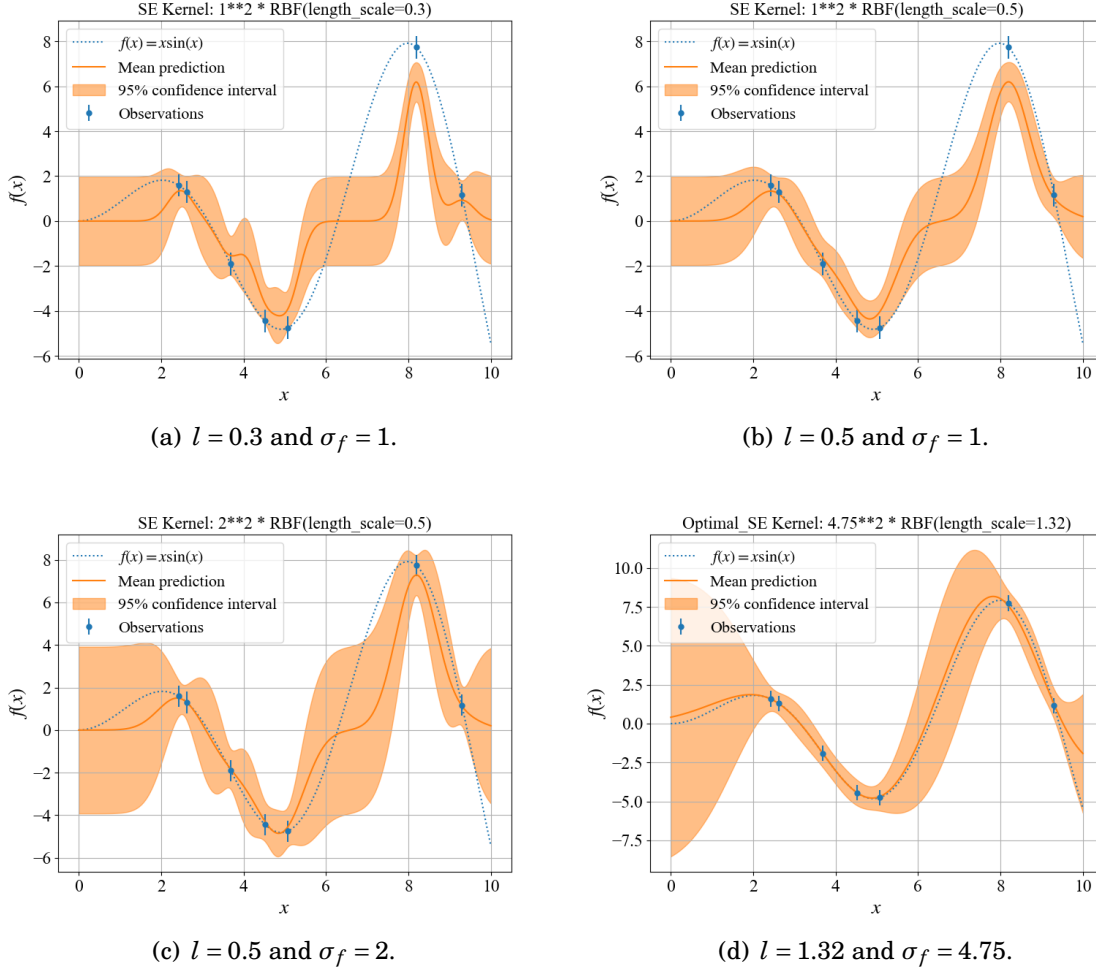 SE Kernel: 1**2 * RBF(length_scale=0.3)
f(x) = x sin(x)
Mean prediction
95% confidence interval
Observations
8
6
4
2
0
−2
−4
−6
f(x)
0 2 4 6 8 10
x
(a) l = 0.3 and σ_f = 1.
SE Kernel: 1**2 * RBF(length_scale=0.5)
f(x) = x sin(x)
Mean prediction
95% confidence interval
Observations
8
6
4
2
0
−2
−4
−6
f(x)
0 2 4 6 8 10
x
(b) l = 0.5 and σ_f = 1.
SE Kernel: 2**2 * RBF(length_scale=0.5)
f(x) = x sin(x)
Mean prediction
95% confidence interval
Observations
8
6
4
2
0
−2
−4
−6
f(x)
0 2 4 6 8 10
x
(c) l = 0.5 and σ_f = 2.
Optimal_SE Kernel: 4.75**2 * RBF(length_scale=1.32)
f(x) = x sin(x)
Mean prediction
95% confidence interval
Observations
10.0
7.5
5.0
2.5
0.0
−2.5
−5.0
−7.5
f(x)
0 2 4 6 8 10
x
(d) l = 1.32 and σ_f = 4.75.